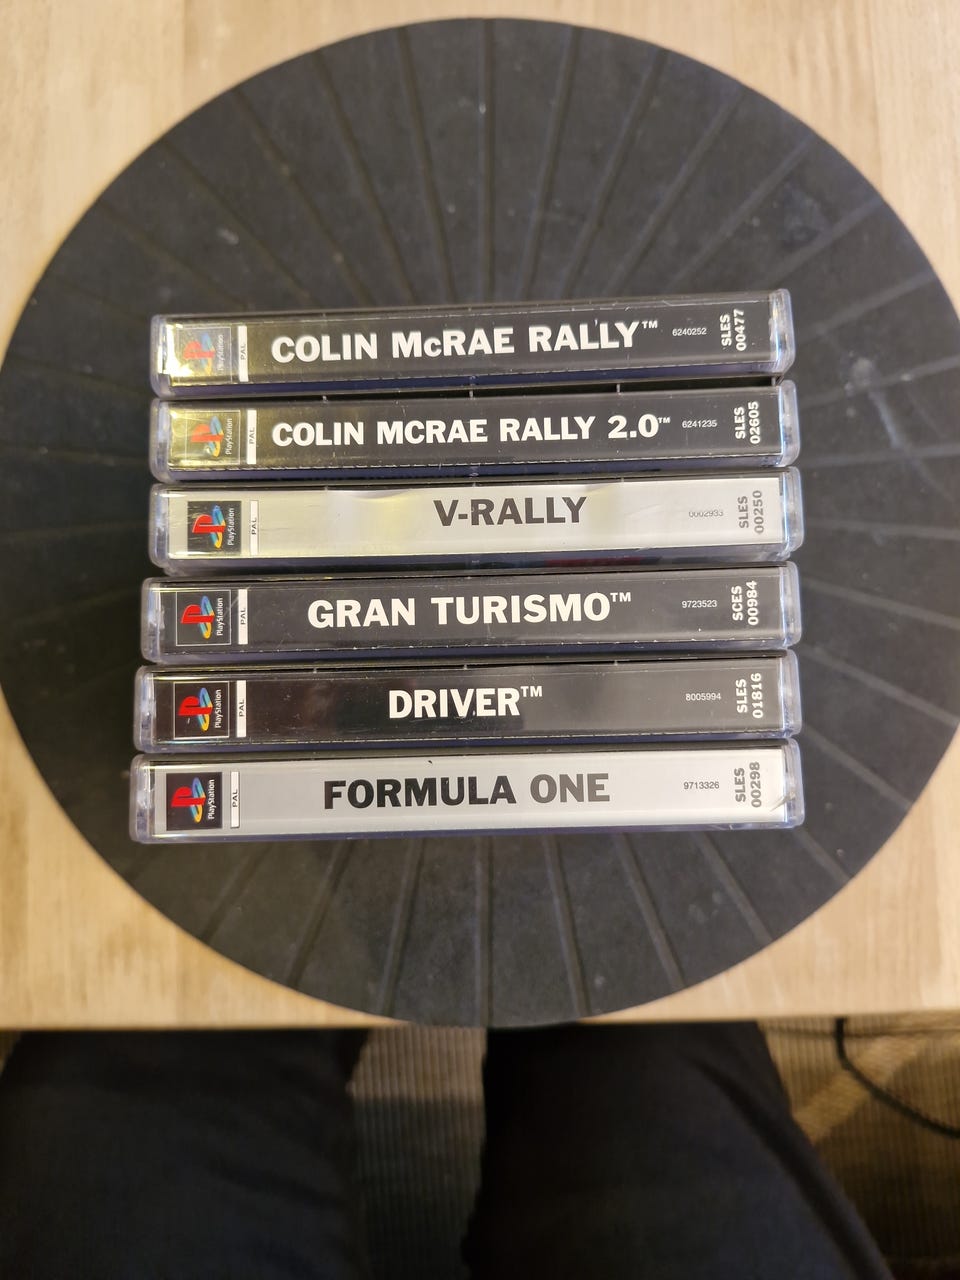 PlayStation
PAL
COLIN McRAE RALLY™
6240252
SLES
00477
PlayStation
PAL
COLIN MCRAE RALLY 2.0™
6241235
SLES
02605
PlayStation
PAL
V-RALLY
0002933
SLES
00250
PlayStation
PAL
GRAN TURISMO™
9723523
SCES
00984
PlayStation
PAL
DRIVER™
8005994
SLES
01816
PlayStation
PAL
FORMULA ONE
9713326
SLES
00298